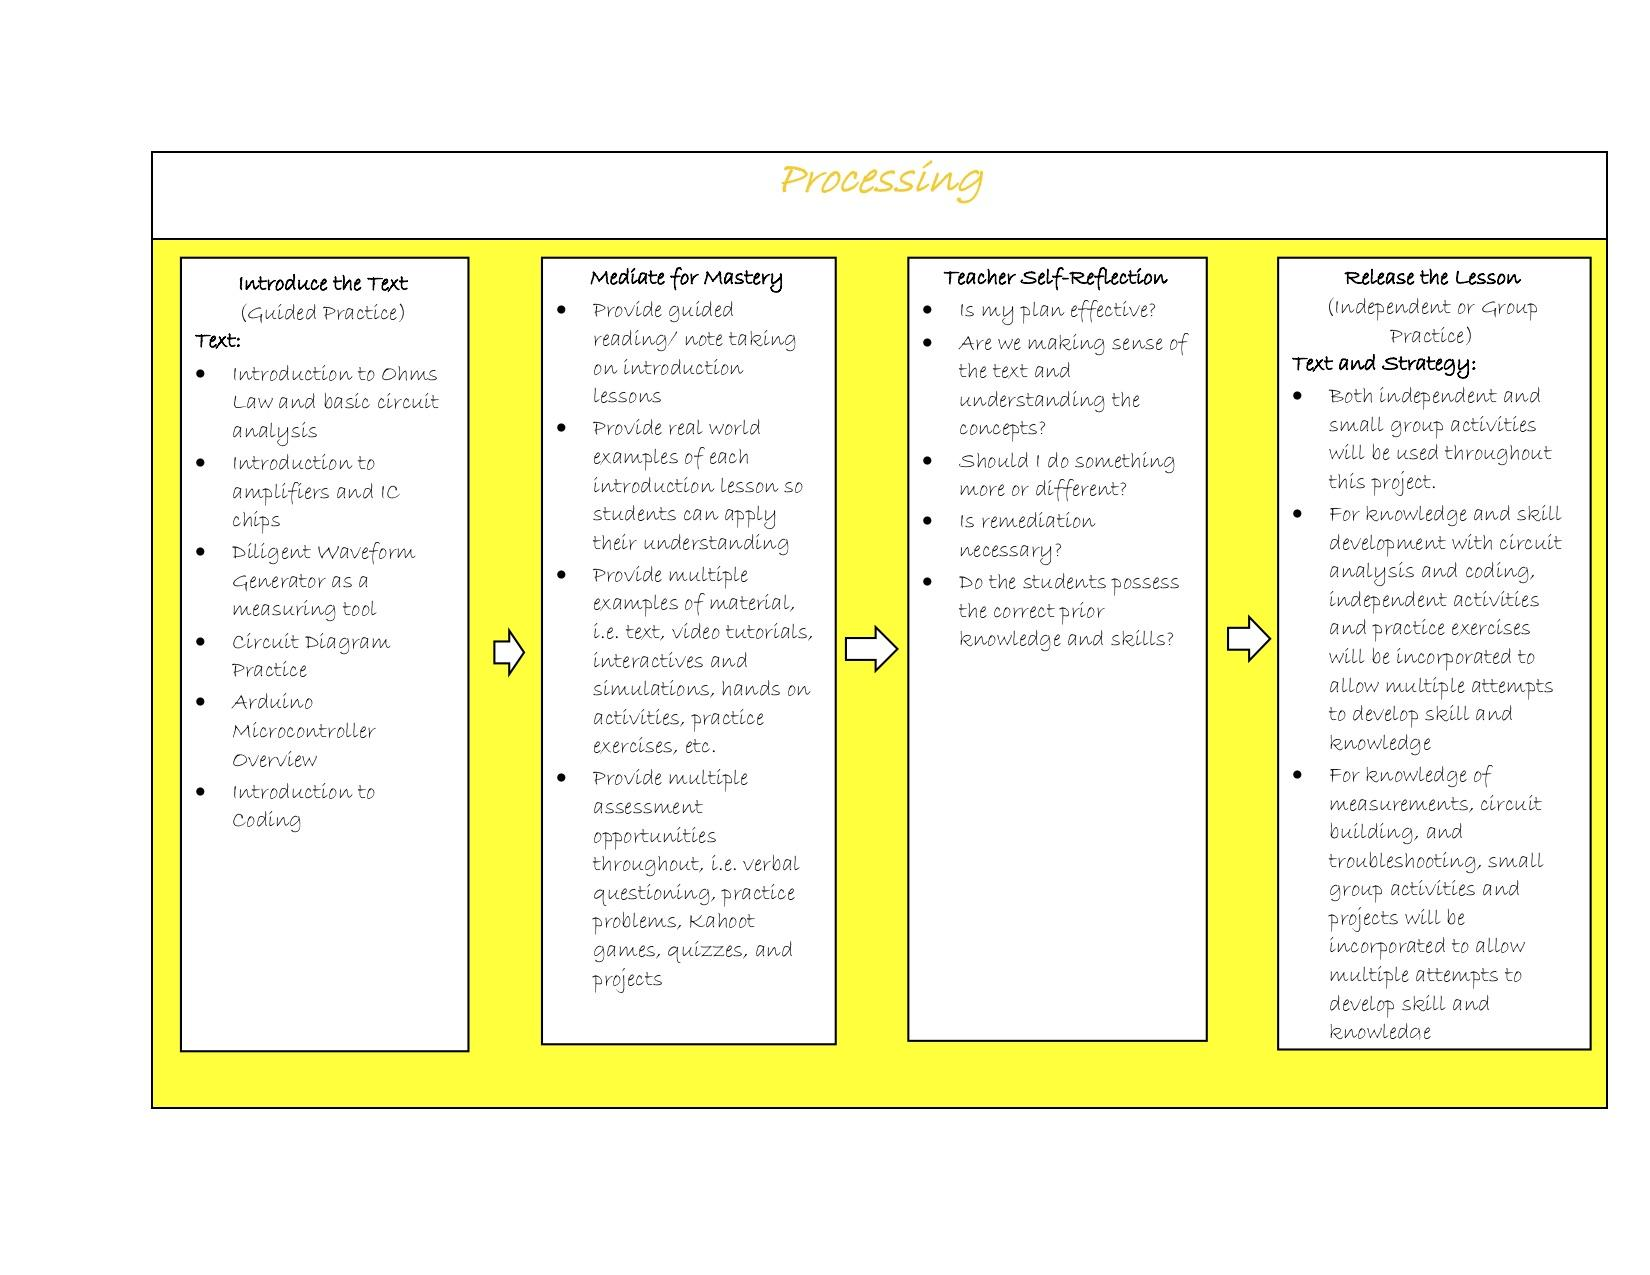 Processing
Introduce the Text
(Guided Practice)
Text:
• Introduction to Ohms
Law and basic circuit
analysis
• Introduction to
amplifiers and IC
chips
• Diligent Waveform
Generator as a
measuring tool
• Circuit Diagram
Practice
• Arduino
Microcontroller
Overview
• Introduction to
Coding
Mediate for Mastery
• Provide guided
reading/ note taking
on introduction
lessons
• Provide real world
examples of each
introduction lesson so
students can apply
their understanding
• Provide multiple
examples of material,
i.e. text, video tutorials,
interactives and
simulations, hands on
activities, practice
exercises, etc.
• Provide multiple
assessment
opportunities
throughout, i.e. verbal
questioning, practice
problems, Kahoot
games, quizzes, and
projects
Teacher Self-Reflection
• Is my plan effective?
• Are we making sense of
the text and
understanding the
concepts?
• Should I do something
more or different?
• Is remediation
necessary?
• Do the students possess
the correct prior
knowledge and skills?
Release the Lesson
(Independent or Group
Practice)
Text and Strategy:
• Both independent and
small group activities
will be used throughout
this project.
• For knowledge and skill
development with circuit
analysis and coding,
independent activities
and practice exercises
will be incorporated to
allow multiple attempts
to develop skill and
knowledge
• For knowledge of
measurements, circuit
building, and
troubleshooting, small
group activities and
projects will be
incorporated to allow
multiple attempts to
develop skill and
knowledge